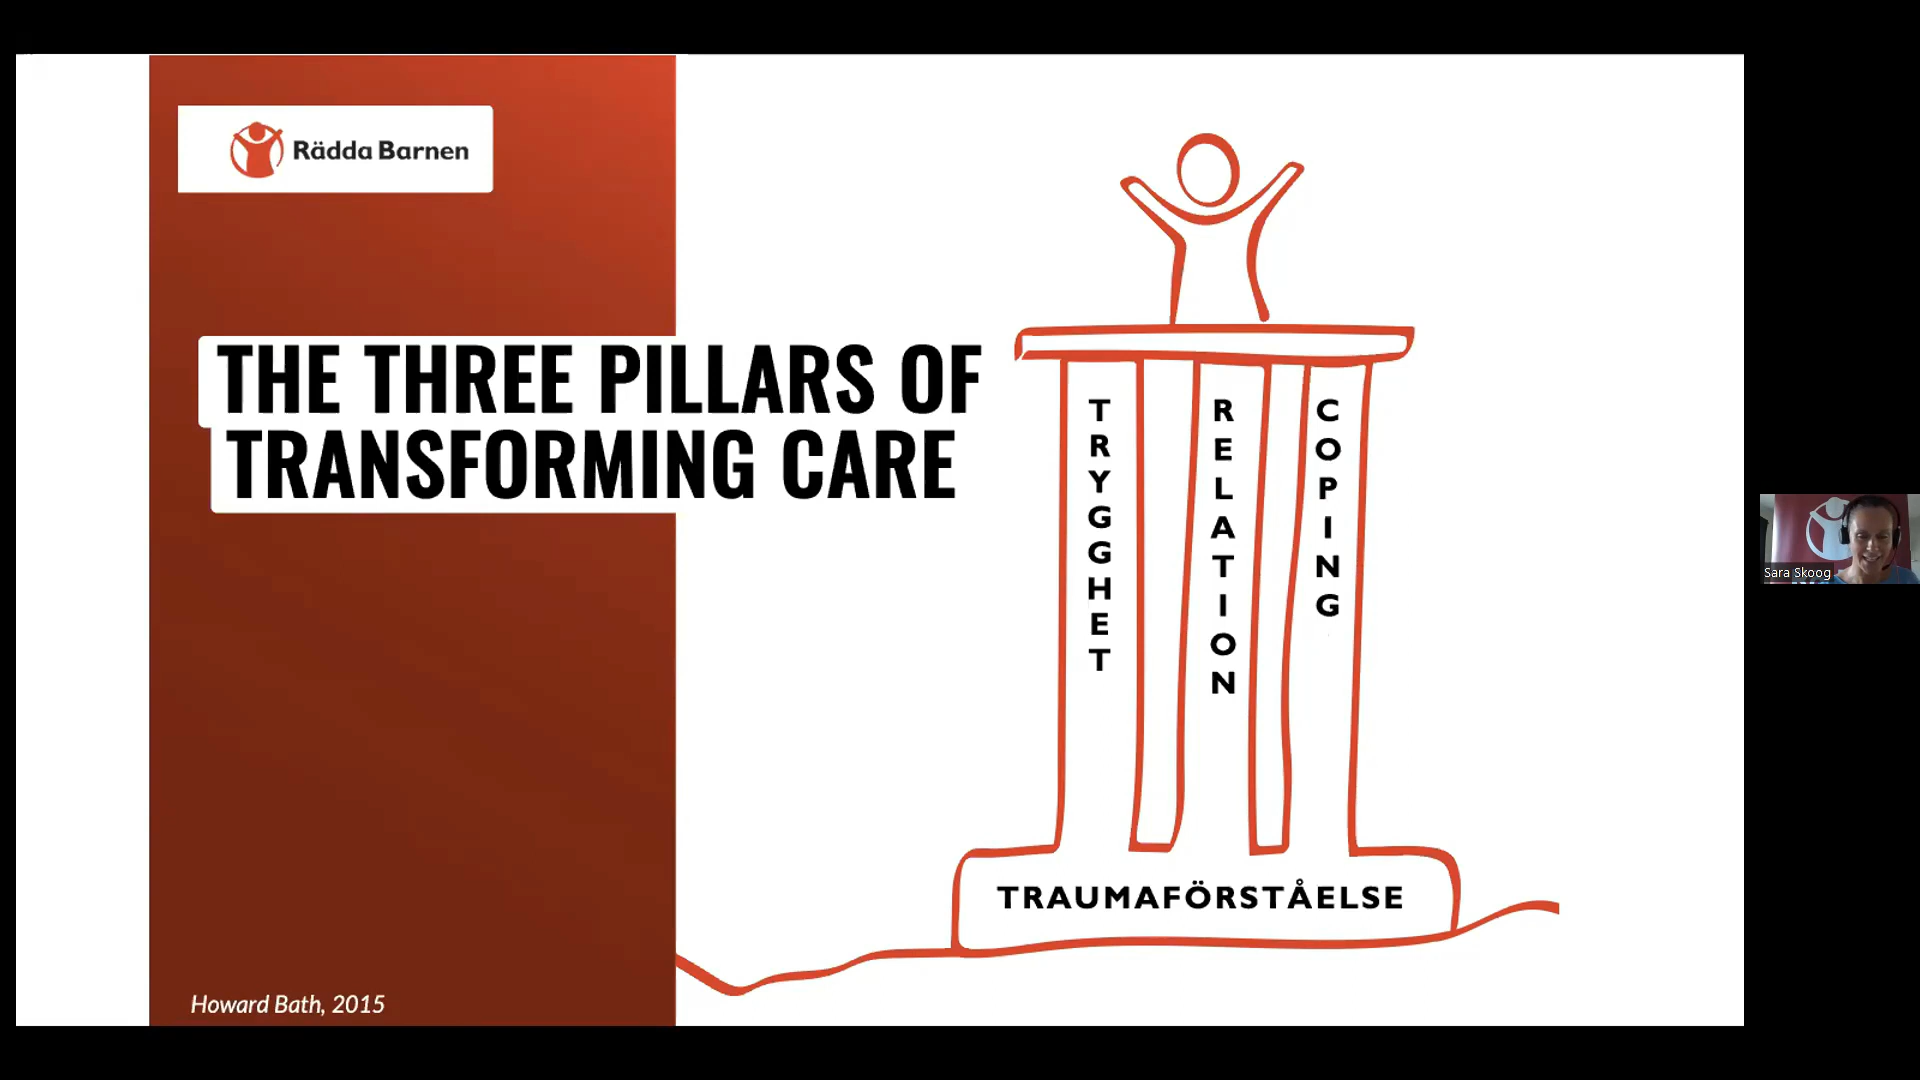 Rädda Barnen
THE THREE PILLARS OF
TRANSFORMING CARE
TRYGGHET
RELATION
COPING
TRAUMAFÖRSTÅELSE
Howard Bath, 2015
Sara Skoog